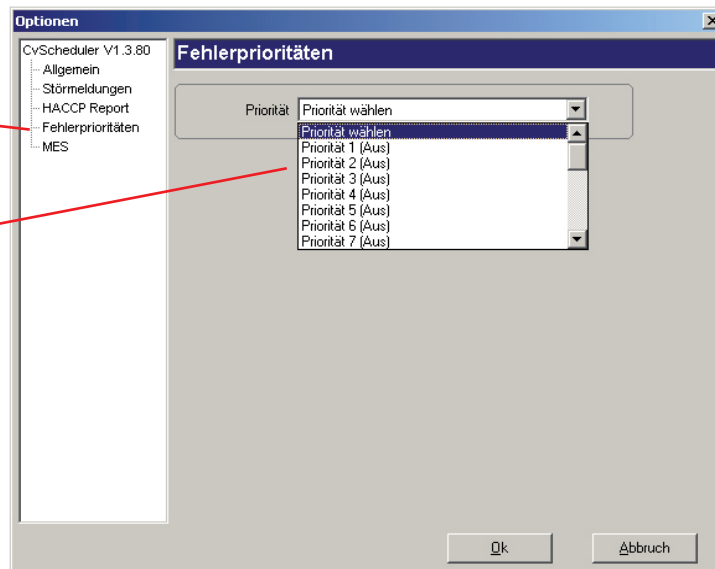 Optionen
CvScheduler V1.3.80
Allgemein
Störmeldungen
HACCP Report
Fehlerprioritäten
MES
Fehlerprioritäten
Priorität Priorität wählen
Priorität wählen
Priorität 1 (Aus)
Priorität 2 (Aus)
Priorität 3 (Aus)
Priorität 4 (Aus)
Priorität 5 (Aus)
Priorität 6 (Aus)
Priorität 7 (Aus)
Ok Abbruch